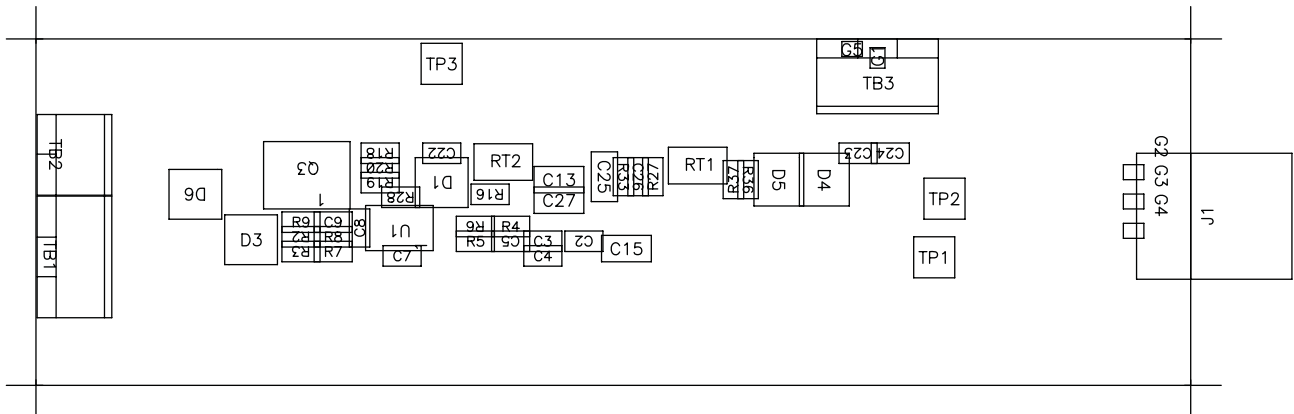 G5
G1
TP3
TB3
TB2
R18
C22
C23
C24
G2
R20
RT2
RT1
Q3
R19
D1
C13
C25
R33
C26
R27
R37
R36
D5
D4
G3
D6
R28
R16
C27
TP2
1
G4
R9
C9
C8
U1
R6
R4
J1
D3
R2
R8
R5
C5
C3
C2
C15
TB1
R3
R7
C7
1
C4
TP1